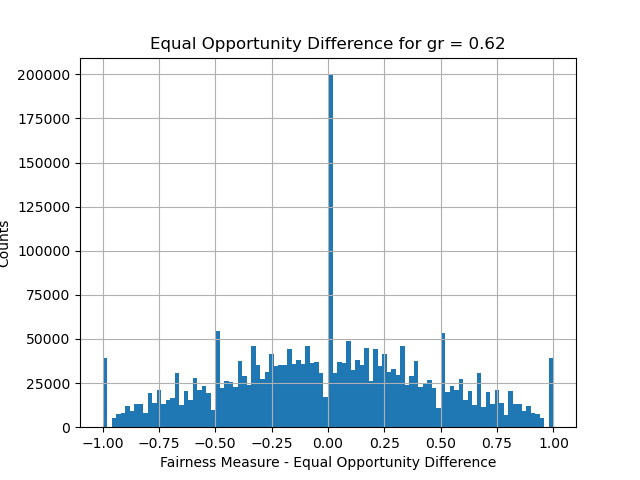 Equal Opportunity Difference for gr = 0.62
200000
175000
150000
125000
100000
75000
50000
25000
0
Counts
−1.00 −0.75 −0.50 −0.25 0.00 0.25 0.50 0.75 1.00
Fairness Measure - Equal Opportunity Difference